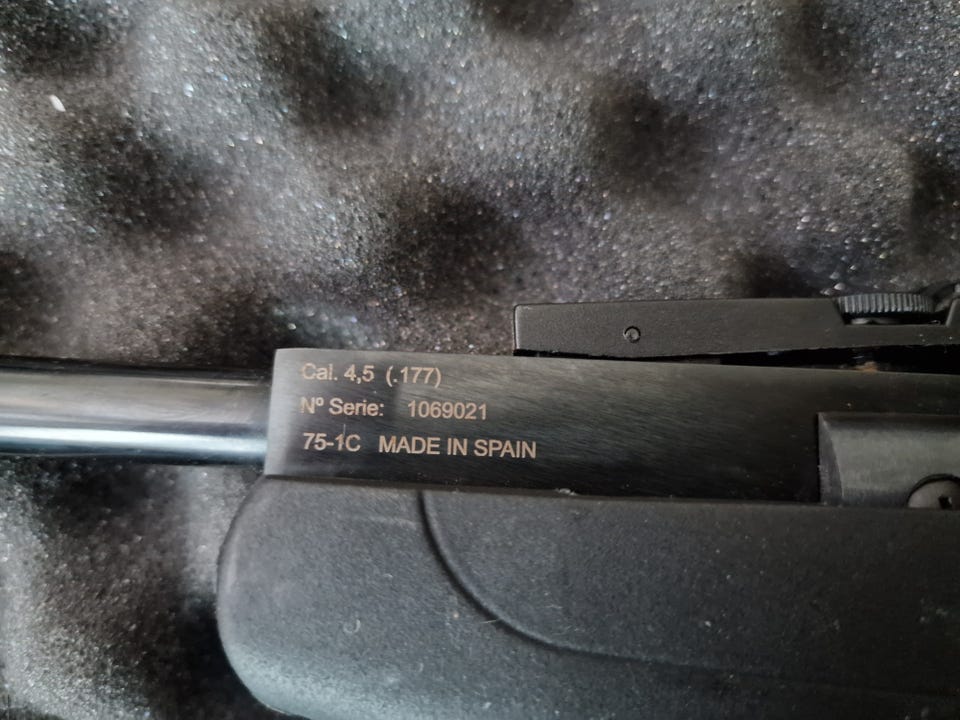 Cal. 4,5 (.177)
Nº Serie: 1069021
75-1C MADE IN SPAIN